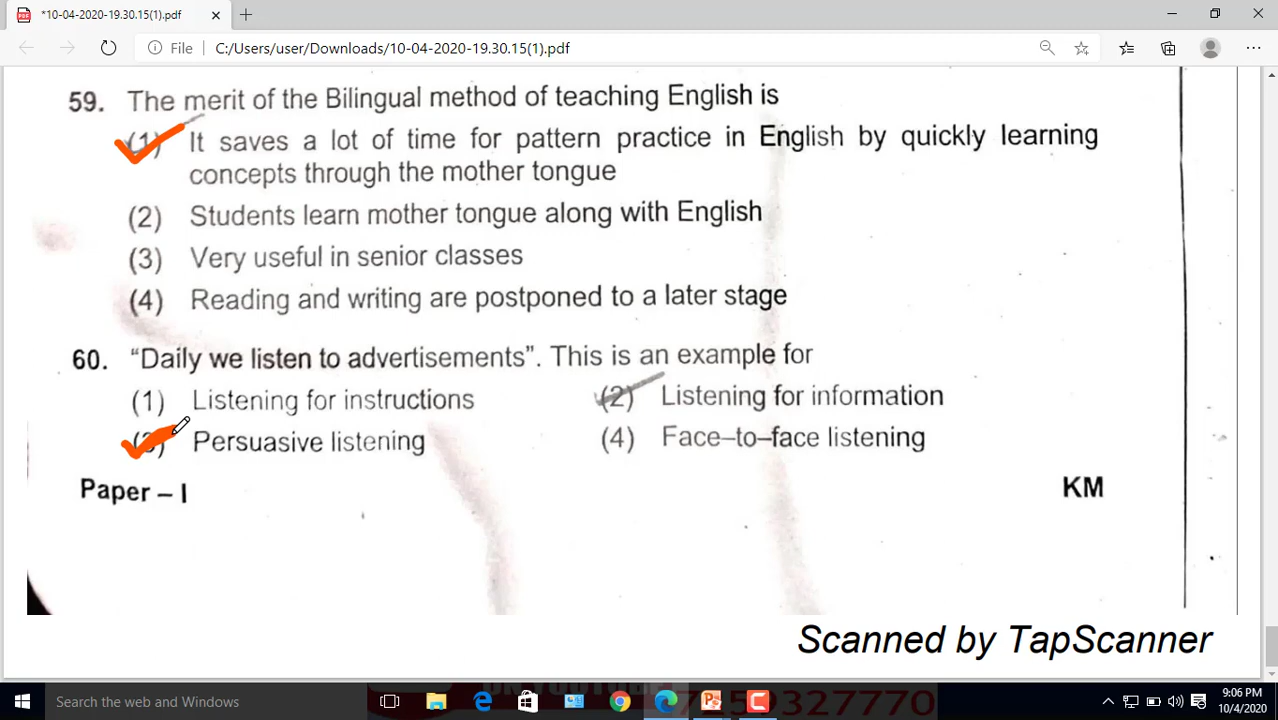 *10-04-2020-19.30.15(1).pdf
File C:/Users/user/Downloads/10-04-2020-19.30.15(1).pdf
59. The merit of the Bilingual method of teaching English is
(1) It saves a lot of time for pattern practice in English by quickly learning
concepts through the mother tongue
(2) Students learn mother tongue along with English
(3) Very useful in senior classes
(4) Reading and writing are postponed to a later stage
60. “Daily we listen to advertisements”. This is an example for
(1) Listening for instructions (2) Listening for information
(3) Persuasive listening (4) Face–to–face listening
Paper – I KM
Scanned by TapScanner
Search the web and Windows
9:06 PM
10/4/2020